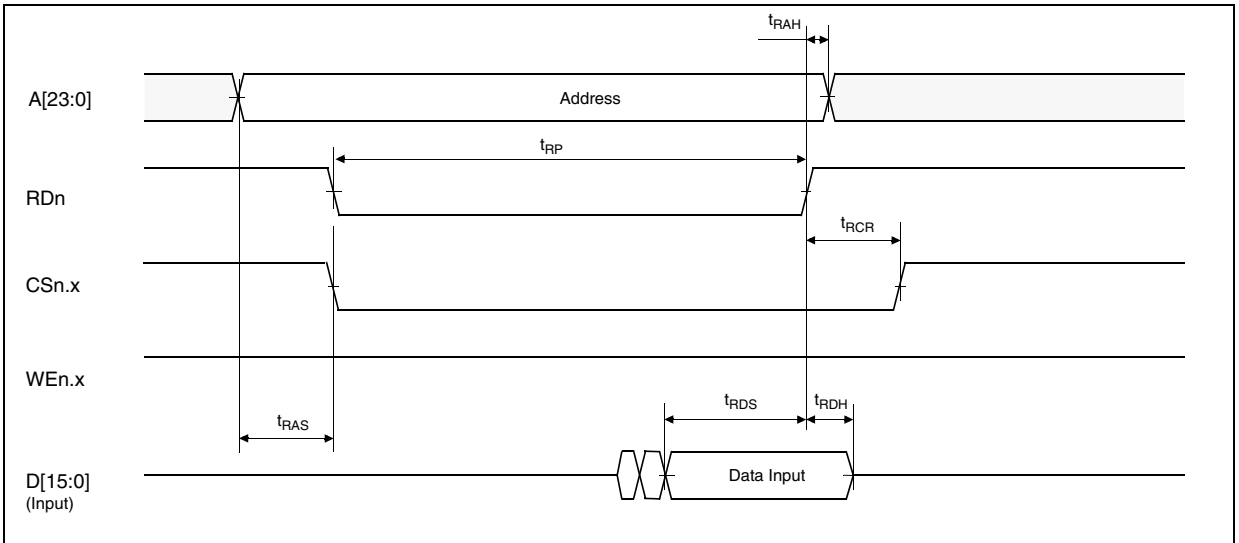 tRAH
A[23:0]
Address
tRP
RDn
tRCR
CSn.x
WEn.x
tRDS
tRDH
tRAS
D[15:0]
(Input)
Data Input